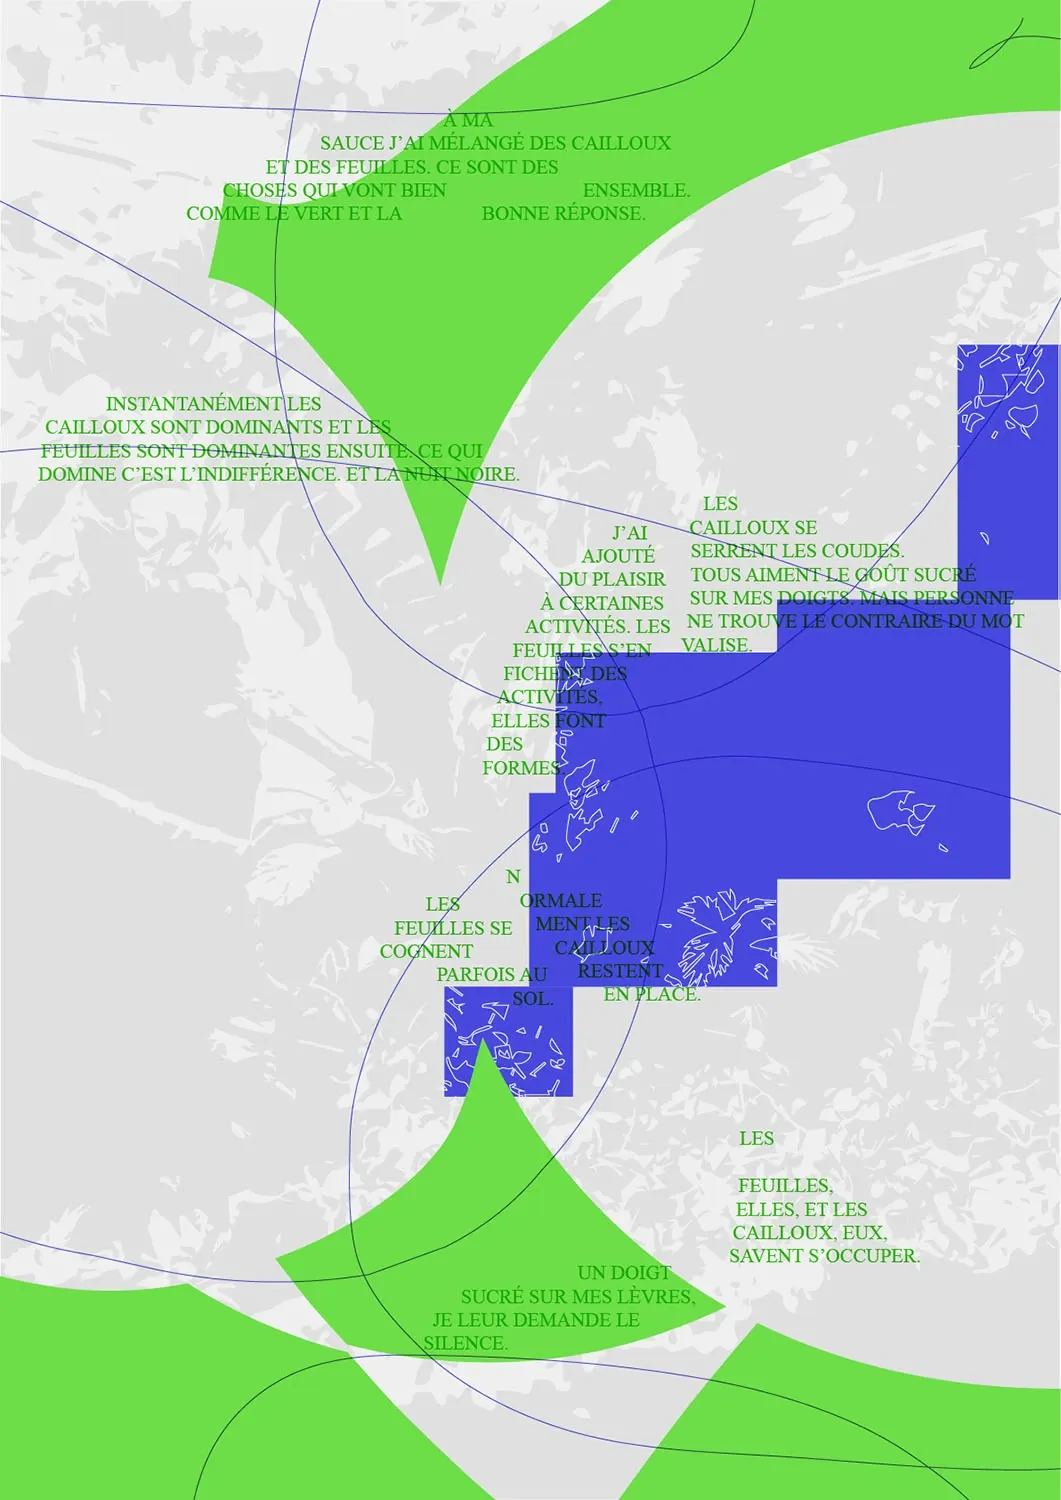 À MA
SAUCE J’AI MÉLANGÉ DES CAILLOUX
ET DES FEUILLES. CE SONT DES
CHOSES QUI VONT BIEN ENSEMBLE.
COMME LE VERT ET LA BONNE RÉPONSE.
INSTANTANÉMENT LES
CAILLOUX SONT DOMINANTS ET LES
FEUILLES SONT DOMINANTES ENSUITE. CE QUI
DOMINE C’EST L’INDIFFÉRENCE. ET LA NUIT NOIRE.
J’AI
AJOUTÉ
DU PLAISIR
À CERTAINES
ACTIVITÉS. LES
FEUILLES S’EN
FICHENT DES
ACTIVITÉS,
ELLES FONT
DES
FORMES.
LES
CAILLOUX SE
SERRENT LES COUDES.
TOUS AIMENT LE GOÛT SUCRÉ
SUR MES DOIGTS. MAIS PERSONNE
NE TROUVE LE CONTRAIRE DU MOT
VALISE.
LES
FEUILLES SE
COGNENT
PARFOIS AU
SOL.
N
ORMALE
MENT LES
CAILLOUX
RESTENT
EN PLACE.
LES
FEUILLES,
ELLES, ET LES
CAILLOUX, EUX,
SAVENT S’OCCUPER.
UN DOIGT
SUCRÉ SUR MES LÈVRES,
JE LEUR DEMANDE LE
SILENCE.